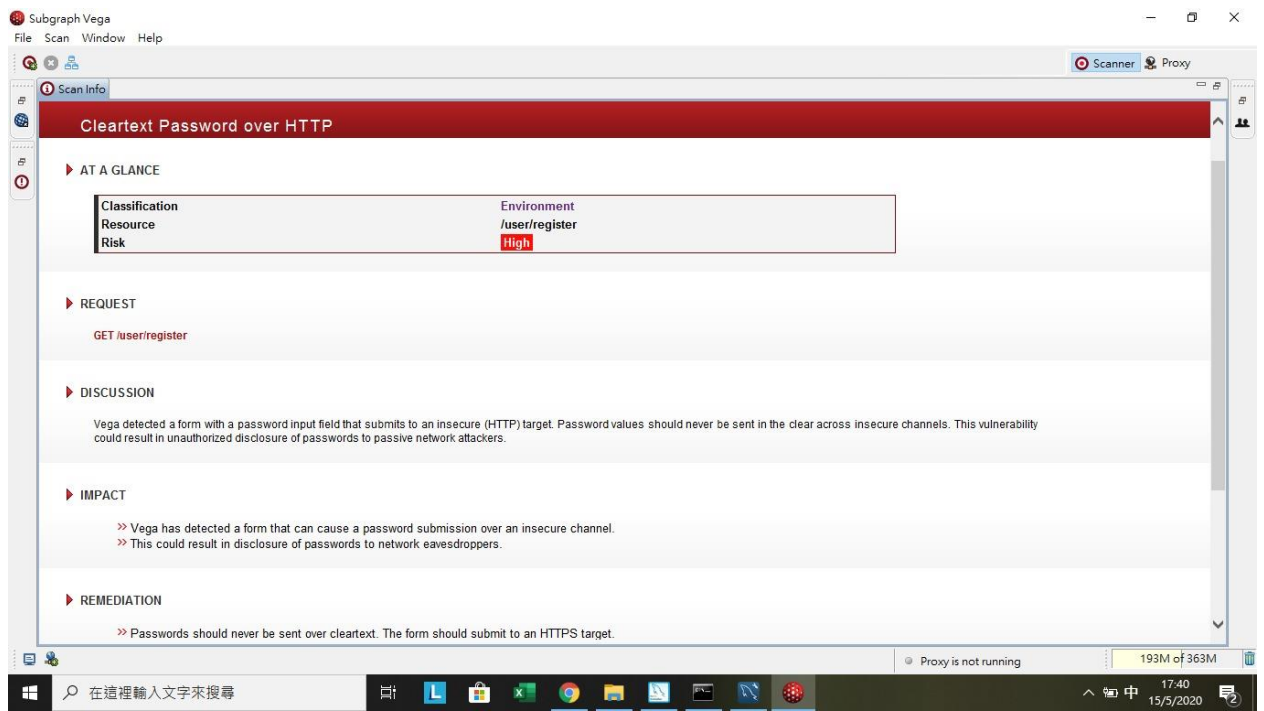 Subgraph Vega
File Scan Window Help
Scanner Proxy
Scan Info
Cleartext Password over HTTP
AT A GLANCE
Classification Environment
Resource /user/register
Risk High
REQUEST
GET /user/register
DISCUSSION
Vega detected a form with a password input field that submits to an insecure (HTTP) target. Password values should never be sent in the clear across insecure channels. This vulnerability
could result in unauthorized disclosure of passwords to passive network attackers.
IMPACT
>> Vega has detected a form that can cause a password submission over an insecure channel.
>> This could result in disclosure of passwords to network eavesdroppers.
REMEDIATION
>> Passwords should never be sent over cleartext. The form should submit to an HTTPS target.
Proxy is not running 193M of 363M
在這裡輸入文字來搜尋
L
中
17:40
15/5/2020
2